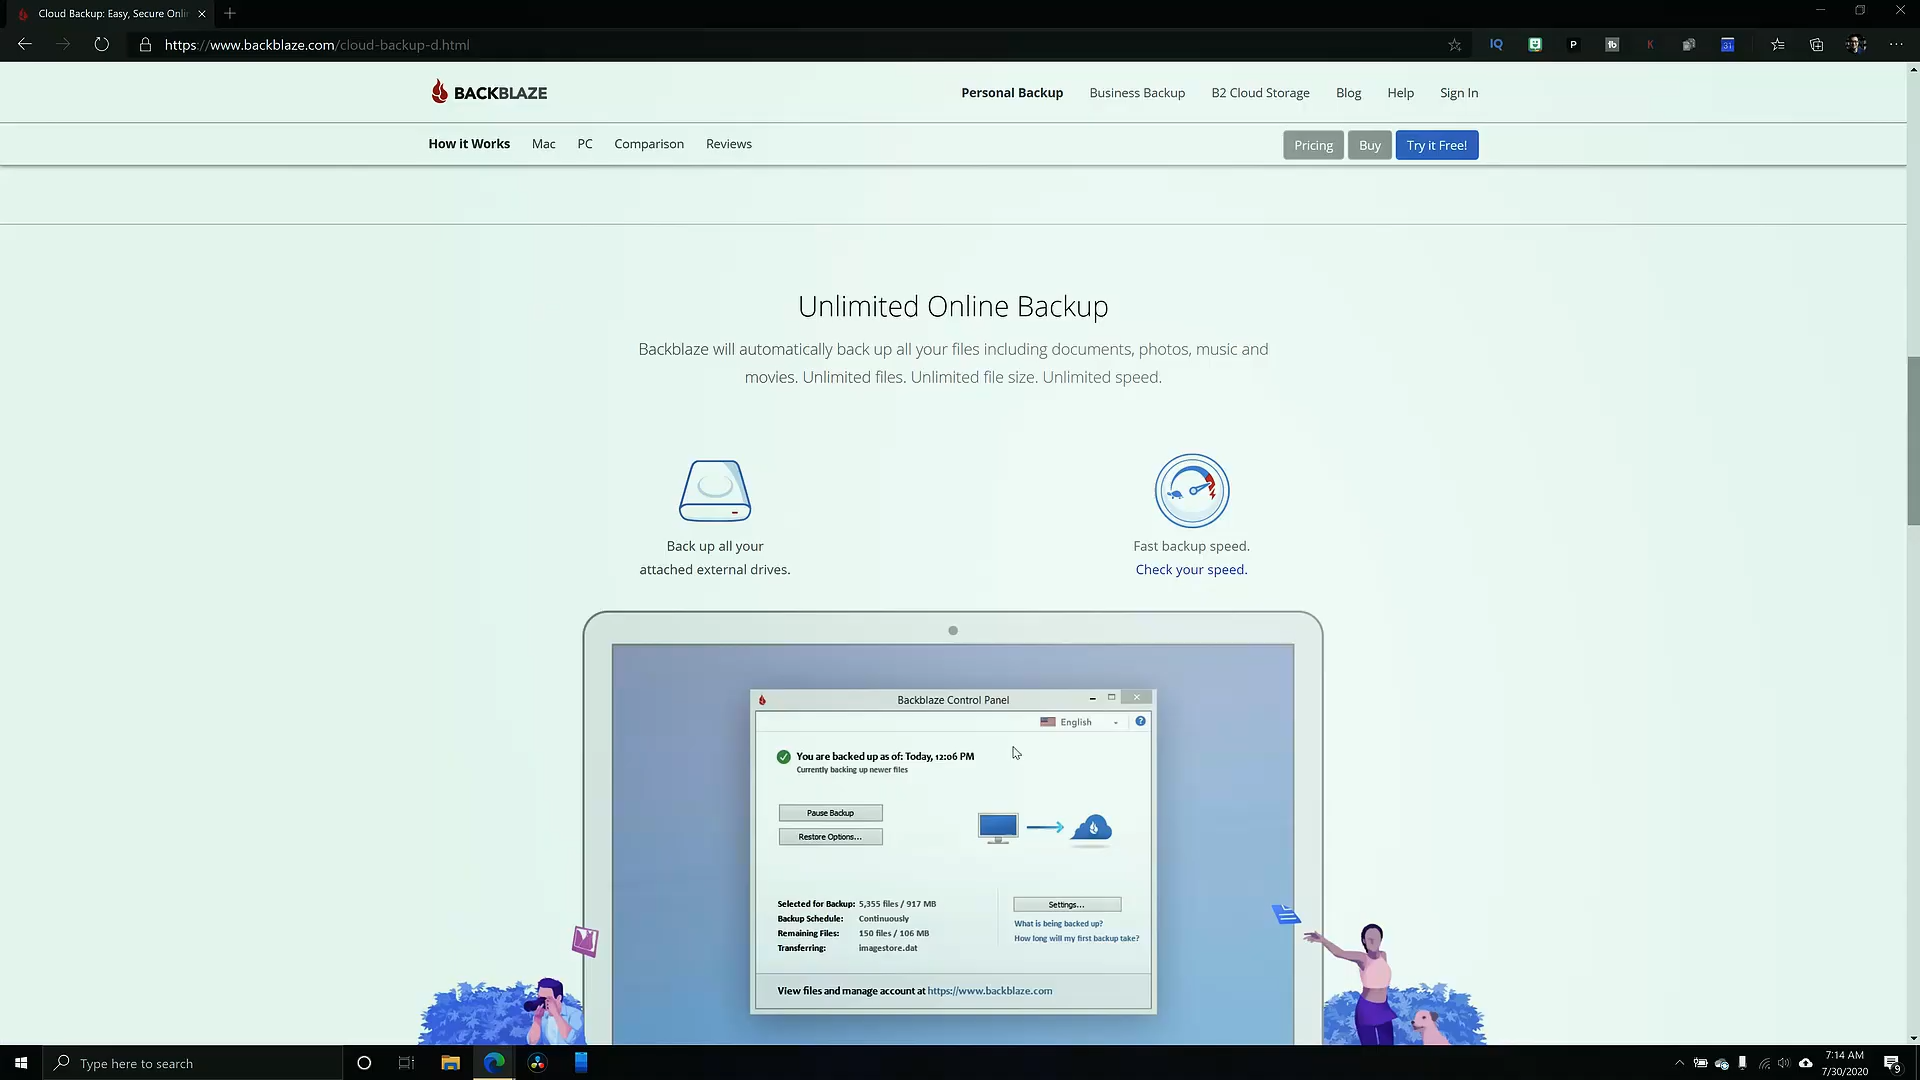 Cloud Backup: Easy, Secure Onli
https://www.backblaze.com/cloud-backup-d.html
IQ
P
tb
K
31
BACKBLAZE
Personal Backup
Business Backup
B2 Cloud Storage
Blog
Help
Sign In
How it Works
Mac
PC
Comparison
Reviews
Pricing
Buy
Try it Free!
Unlimited Online Backup
Backblaze will automatically back up all your files including documents, photos, music and
movies. Unlimited files. Unlimited file size. Unlimited speed.
Back up all your
attached external drives.
Fast backup speed.
Check your speed.
Backblaze Control Panel
English
?
You are backed up as of: Today, 12:06 PM
Currently backing up newer files
Pause Backup
Restore Options...
Selected for Backup: 5,355 files / 917 MB
Backup Schedule: Continuously
Remaining Files: 150 files / 106 MB
Transferring: imagestore.dat
Settings...
What is being backed up?
How long will my first backup take?
View files and manage account at https://www.backblaze.com
Type here to search
7:14 AM
7/30/2020
9